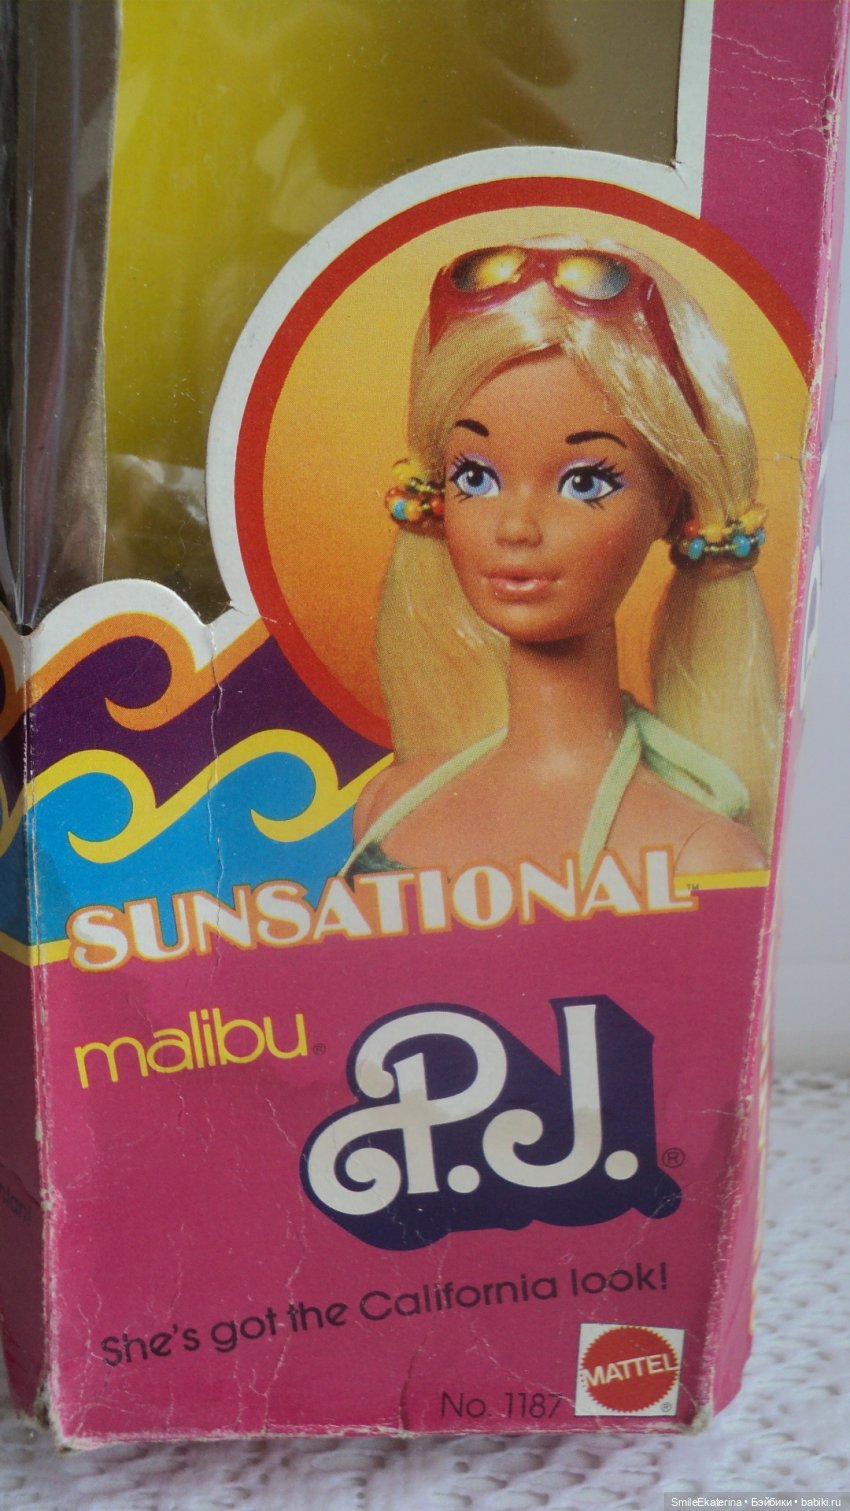 SUNSATIONAL™
malibu®
P.J.®
She's got the California look!
MATTEL®
No. 1187
SmileEkaterina • Бэйбики • babiki.ru